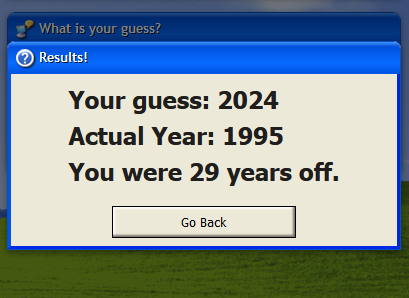 What is your guess?
Results!
Your guess: 2024
Actual Year: 1995
You were 29 years off.
Go Back